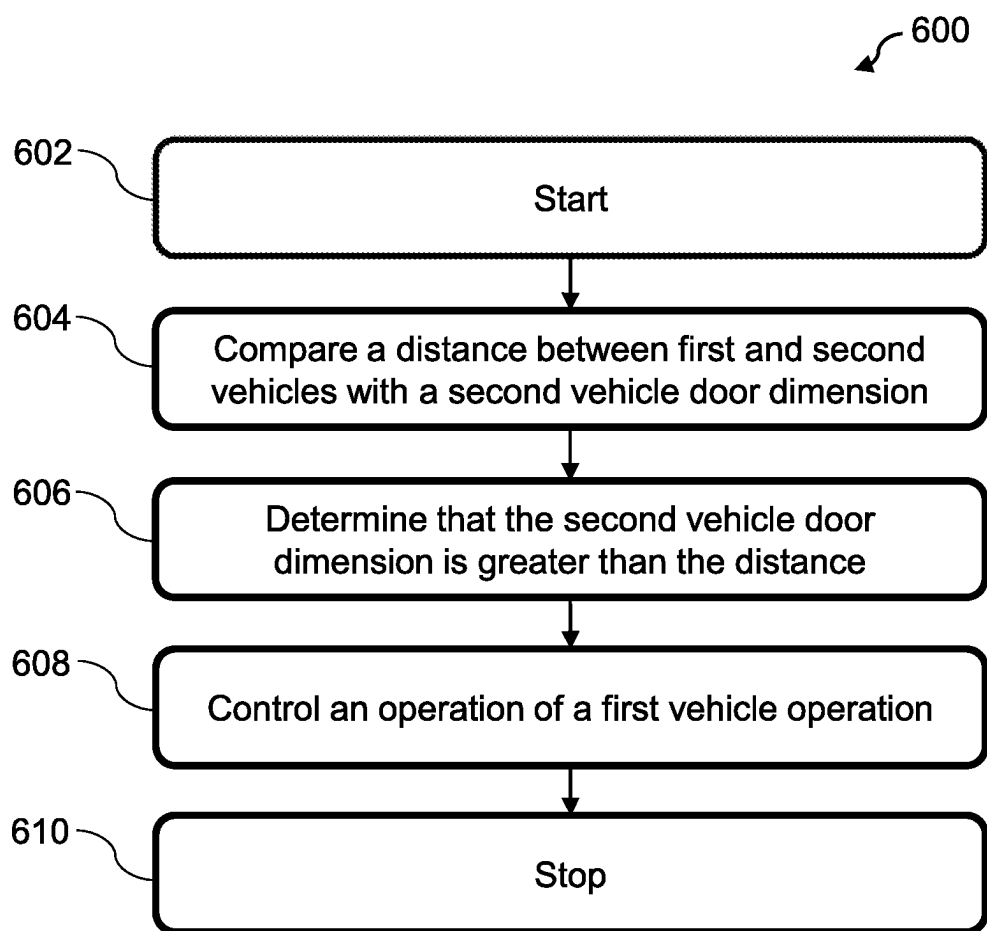 600
602
Start
604
Compare a distance between first and second
vehicles with a second vehicle door dimension
606
Determine that the second vehicle door
dimension is greater than the distance
608
Control an operation of a first vehicle operation
610
Stop